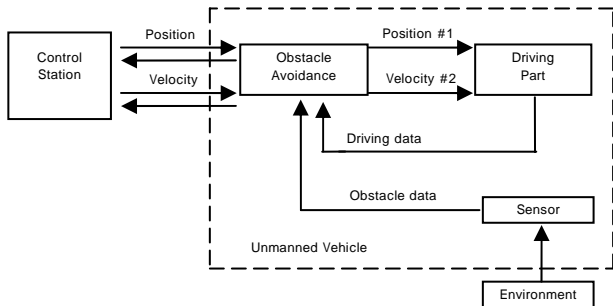 Control
Station
Position
Velocity
Obstacle
Avoidance
Position #1
Velocity #2
Driving
Part
Driving data
Obstacle data
Sensor
Unmanned Vehicle
Environment